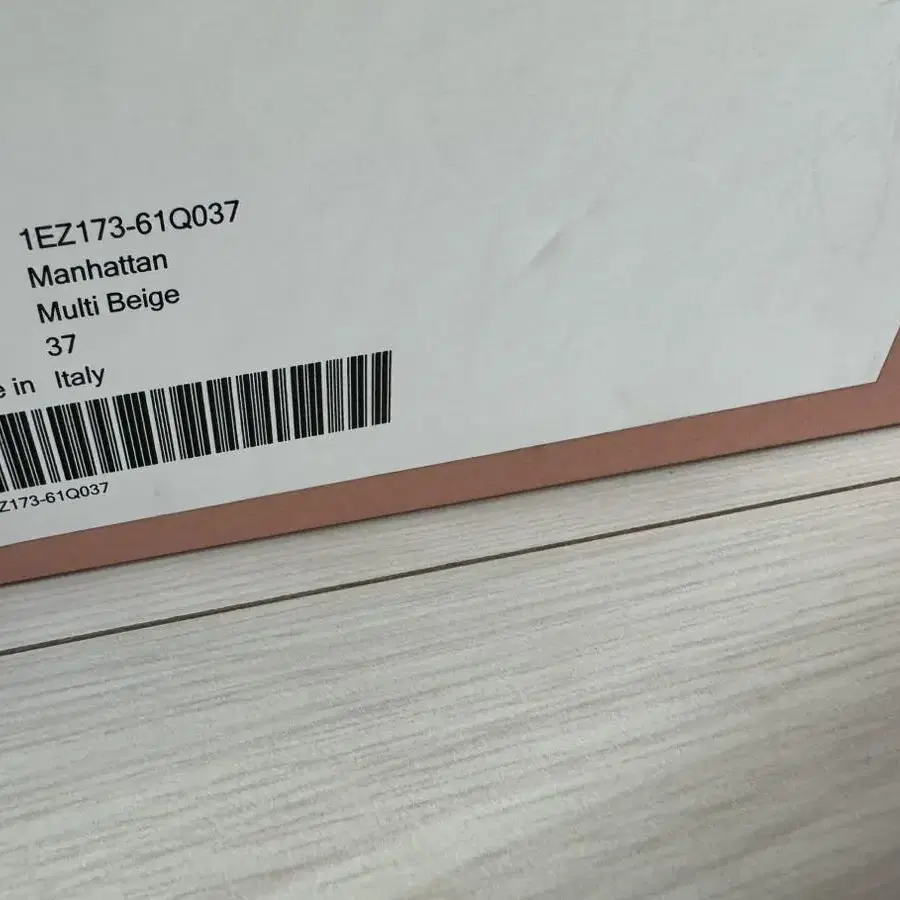 1EZ173-61Q037
Manhattan
Multi Beige
37
e in Italy
Z173-61Q037